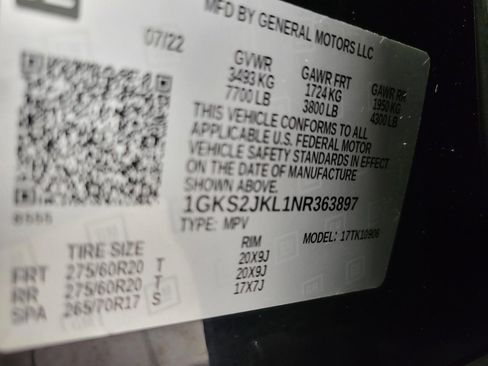 MFD BY GENERAL MOTORS LLC
07/22
GVWR GAWR FRT GAWR RR
3493 KG 1724 KG 1950 KG
7700 LB 3800 LB 4300 LB
THIS VEHICLE CONFORMS TO ALL
APPLICABLE U.S. FEDERAL MOTOR
VEHICLE SAFETY STANDARDS IN EFFECT
ON THE DATE OF MANUFACTURE
SHOWN ABOVE.
1GKS2JKL1NR363897
TYPE: MPV
MODEL: 17TK10906
TIRE SIZE RIM
FRT 275/60R20 T 20X9J
RR 275/60R20 T 20X9J
SPA 265/70R17 S 17X7J